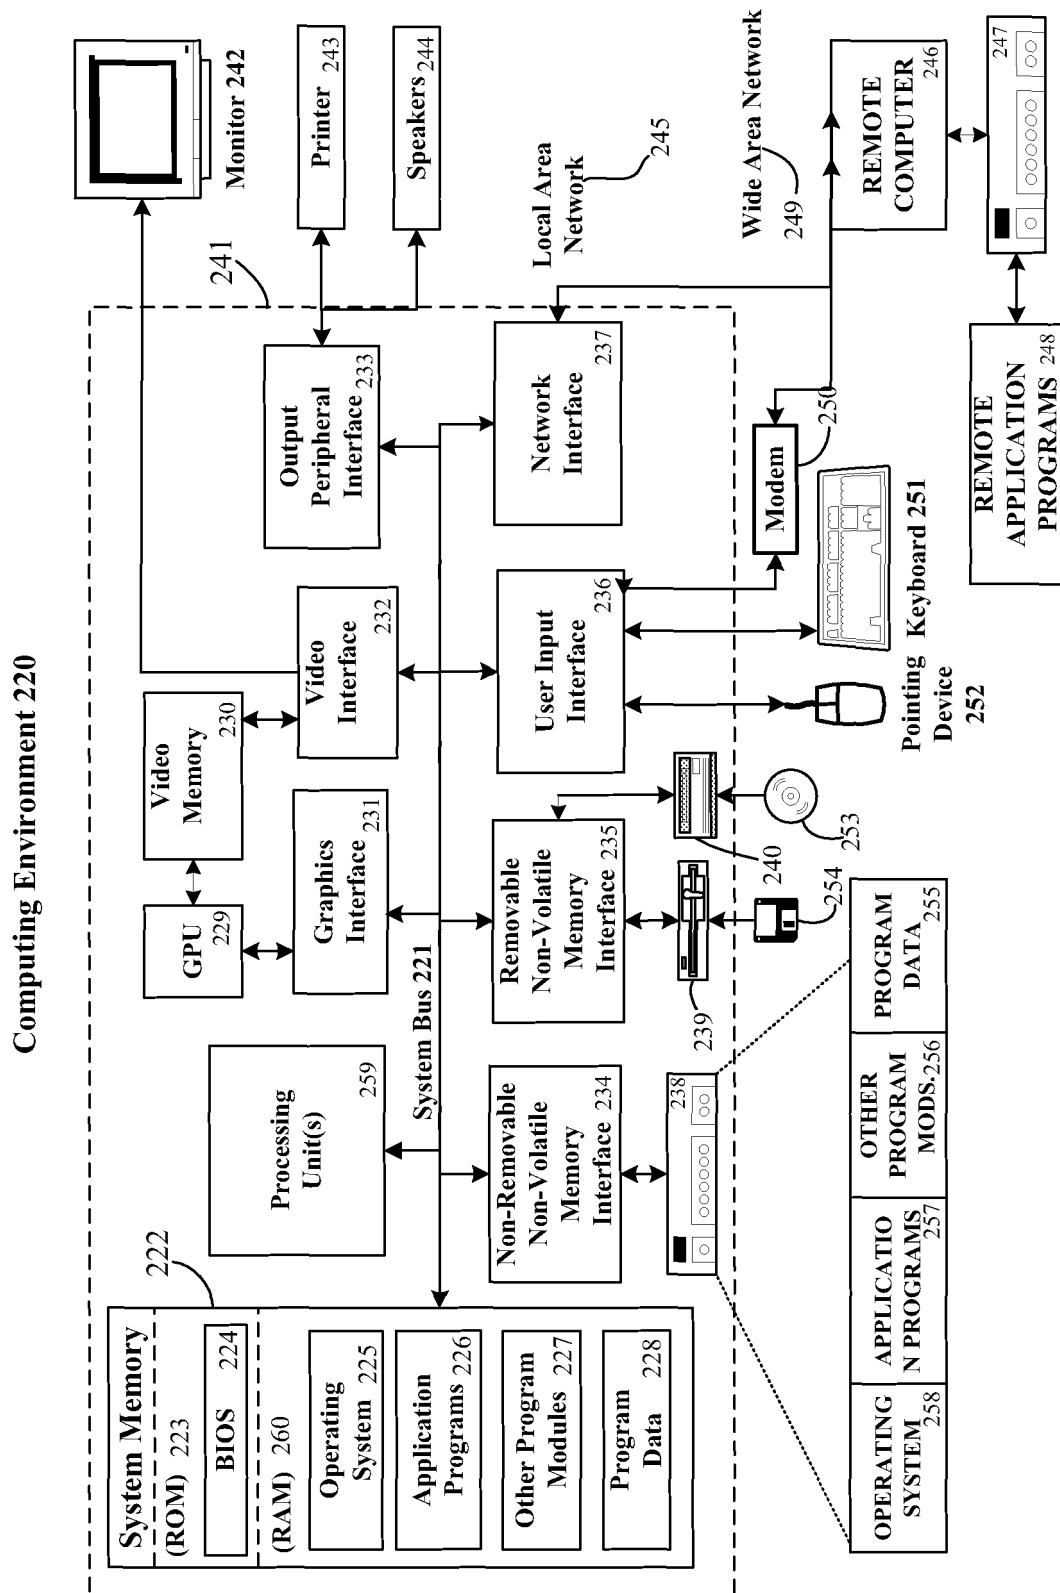 Computing Environment 220
System Memory
222
(ROM) 223
BIOS 224
(RAM) 260
Operating
System 225
Application
Programs 226
Other Program
Modules 227
Program
Data 228
Processing
Unit(s)
259
System Bus 221
GPU
229
Video
Memory
230
Graphics
Interface
231
Video
Interface
232
Output
Peripheral
Interface 233
241
Monitor 242
Printer
243
Speakers
244
Non-Removable
Non-Volatile
Memory
Interface 234
Removable
Non-Volatile
Memory
Interface 235
User Input
Interface 236
Network
Interface
237
Local Area
Network
245
238
239
240
254
253
Pointing
Device
252
Keyboard 251
Modem
250
Wide Area Network
249
REMOTE
COMPUTER
246
247
REMOTE
APPLICATION
PROGRAMS 248
OPERATING
SYSTEM
258
APPLICATIO
N PROGRAMS
257
OTHER
PROGRAM
MODS.256
PROGRAM
DATA
255